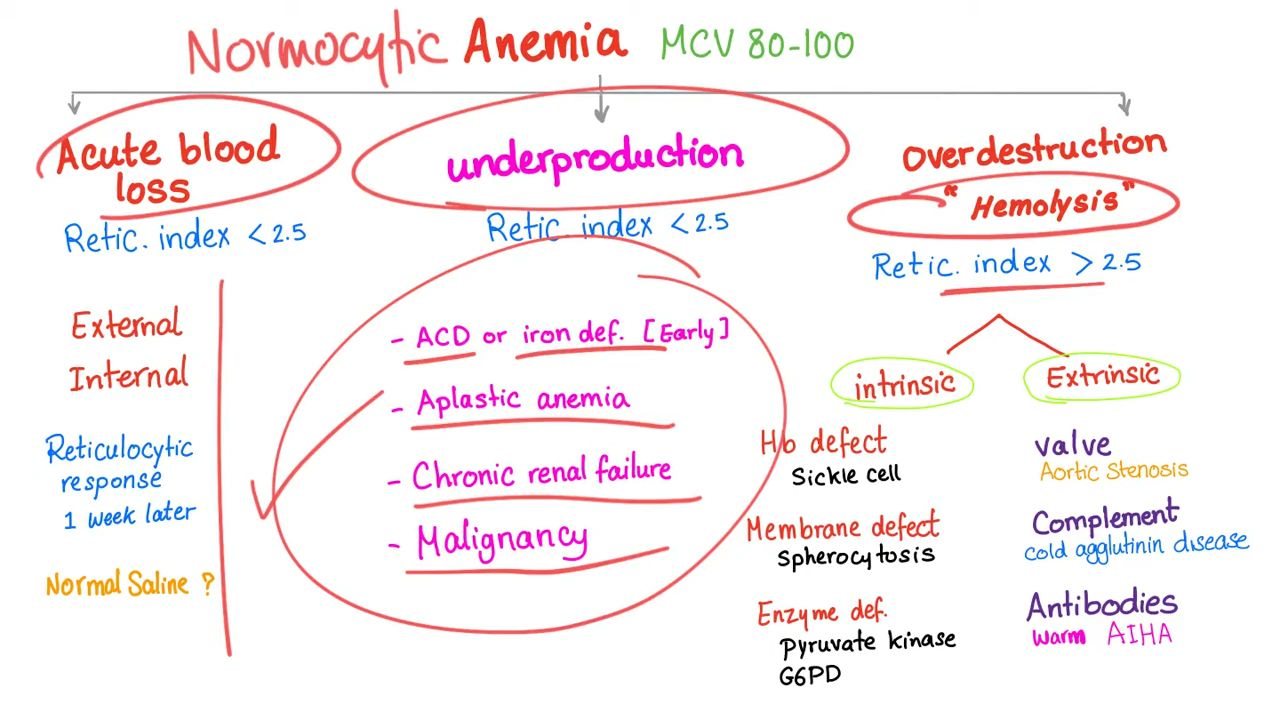 Normocytic Anemia MCV 80-100
Acute blood
loss
Retic. index < 2.5
External
Internal
Reticulocytic
response
1 week later
Normal Saline ?
underproduction
Retic. index < 2.5
- ACD or iron def. [Early]
- Aplastic anemia
- Chronic renal failure
- Malignancy
Overdestruction
"Hemolysis"
Retic. index > 2.5
intrinsic
Hb defect
Sickle cell
Membrane defect
Spherocytosis
Enzyme def.
Pyruvate kinase
G6PD
Extrinsic
valve
Aortic Stenosis
Complement
cold agglutinin disease
Antibodies
warm AIHA